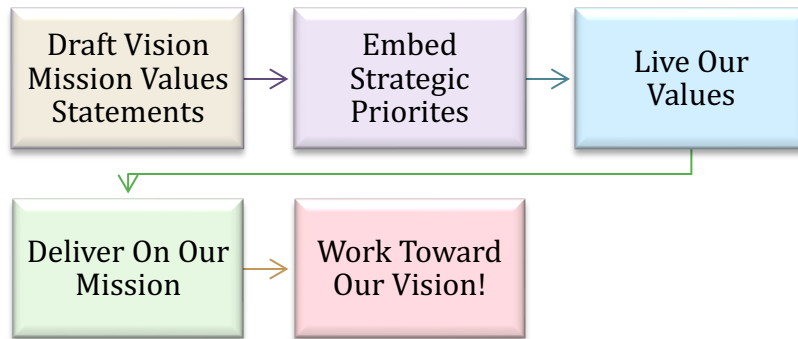 Draft Vision
Mission Values
Statements
Embed
Strategic
Priorites
Live Our
Values
Deliver On Our
Mission
Work Toward
Our Vision!